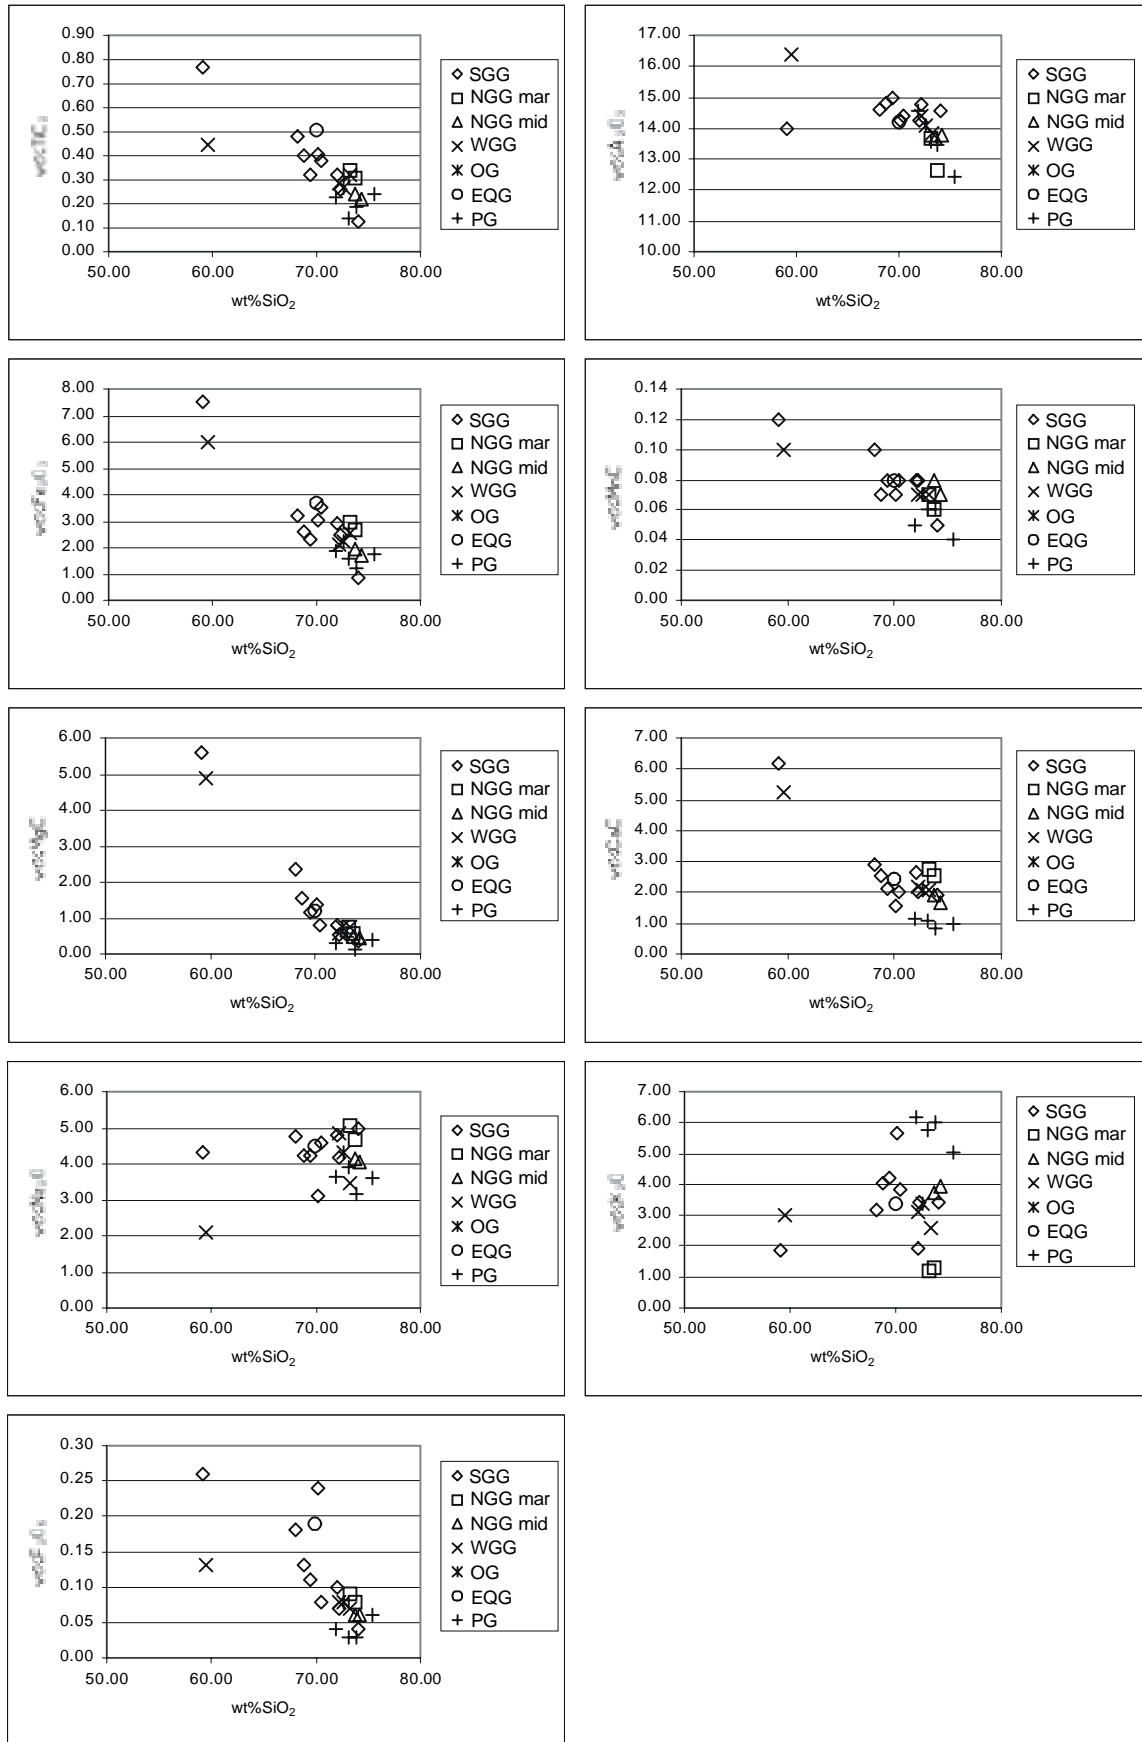 0.90
0.80
0.70
0.60
0.50
0.40
0.30
0.20
0.10
0.00
50.00 60.00 70.00 80.00
wt%SiO₂
SGG
NGG mar
NGG mid
WGG
OG
EQG
PG
17.00
16.00
15.00
14.00
13.00
12.00
11.00
10.00
50.00 60.00 70.00 80.00
wt%SiO₂
SGG
NGG mar
NGG mid
WGG
OG
EQG
PG
8.00
7.00
6.00
5.00
4.00
3.00
2.00
1.00
0.00
50.00 60.00 70.00 80.00
wt%SiO₂
SGG
NGG mar
NGG mid
WGG
OG
EQG
PG
0.14
0.12
0.10
0.08
0.06
0.04
0.02
0.00
50.00 60.00 70.00 80.00
wt%SiO₂
SGG
NGG mar
NGG mid
WGG
OG
EQG
PG
6.00
5.00
4.00
3.00
2.00
1.00
0.00
50.00 60.00 70.00 80.00
wt%SiO₂
SGG
NGG mar
NGG mid
WGG
OG
EQG
PG
7.00
6.00
5.00
4.00
3.00
2.00
1.00
0.00
50.00 60.00 70.00 80.00
wt%SiO₂
SGG
NGG mar
NGG mid
WGG
OG
EQG
PG
6.00
5.00
4.00
3.00
2.00
1.00
0.00
50.00 60.00 70.00 80.00
wt%SiO₂
SGG
NGG mar
NGG mid
WGG
OG
EQG
PG
7.00
6.00
5.00
4.00
3.00
2.00
1.00
0.00
50.00 60.00 70.00 80.00
wt%SiO₂
SGG
NGG mar
NGG mid
WGG
OG
EQG
PG
0.30
0.25
0.20
0.15
0.10
0.05
0.00
50.00 60.00 70.00 80.00
wt%SiO₂
SGG
NGG mar
NGG mid
WGG
OG
EQG
PG